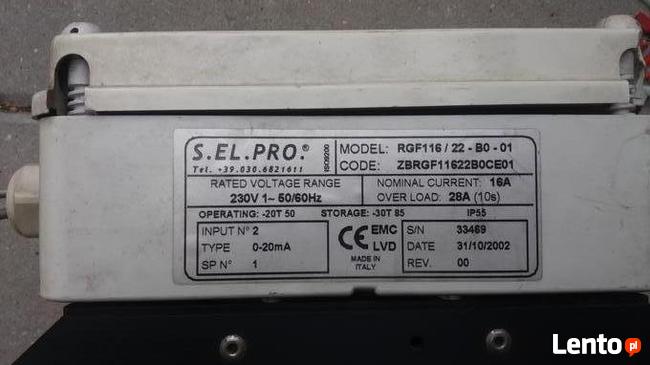 S.EL.PRO.®
Tel. +39.030.6821611
ISO9200
MODEL: RGF116 / 22 - B0 - 01
CODE: ZBRGF11622B0CE01
RATED VOLTAGE RANGE
230V 1~ 50/60Hz
NOMINAL CURRENT: 16A
OVER LOAD: 28A (10s)
OPERATING: -20T 50 STORAGE: -30T 85 IP55
INPUT N° 2
TYPE 0-20mA
SP N° 1
CE EMC
LVD
MADE IN
ITALY
S/N 33469
DATE 31/10/2002
REV. 00
Lento.pl